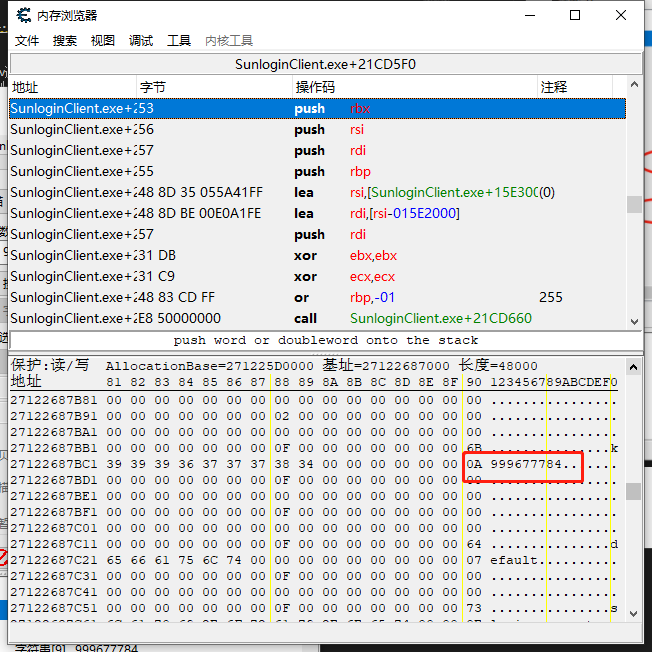 内存浏览器
文件 搜索 视图 调试 工具 内核工具
SunloginClient.exe+21CD5F0
地址 字节 操作码 注释
SunloginClient.exe+2 53 push rbx
SunloginClient.exe+2 56 push rsi
SunloginClient.exe+2 57 push rdi
SunloginClient.exe+2 55 push rbp
SunloginClient.exe+2 48 8D 35 055A41FF lea rsi,[SunloginClient.exe+15E300 (0)
SunloginClient.exe+2 48 8D BE 00E0A1FE lea rdi,[rsi-015E2000]
SunloginClient.exe+2 57 push rdi
SunloginClient.exe+2 31 DB xor ebx,ebx
SunloginClient.exe+2 31 C9 xor ecx,ecx
SunloginClient.exe+2 48 83 CD FF or rbp,-01 255
SunloginClient.exe+2 E8 50000000 call SunloginClient.exe+21CD660
push word or doubleword onto the stack
保护:读/写 AllocationBase=271225D0000 基址=27122687000 长度=48000
地址 81 82 83 84 85 86 87 88 89 8A 8B 8C 8D 8E 8F 90 123456789ABCDEF0
27122687B81 00 00 00 00 00 00 00 00 00 00 00 00 00 00 00 00 ................
27122687B91 00 00 00 00 00 00 00 02 00 00 00 00 00 00 00 00 ................
27122687BA1 00 00 00 00 00 00 00 00 00 00 00 00 00 00 00 00 ................
27122687BB1 00 00 00 00 00 00 00 0F 00 00 00 00 00 00 00 6B ...............k
27122687BC1 39 39 39 36 37 37 37 38 34 00 00 00 00 00 00 0A 999677784.......
27122687BD1 00 00 00 00 00 00 00 0F 00 00 00 00 00 00 00 00 ................
27122687BE1 00 00 00 00 00 00 00 00 00 00 00 00 00 00 00 00 ................
27122687BF1 00 00 00 00 00 00 00 0F 00 00 00 00 00 00 00 00 ................
27122687C01 00 00 00 00 00 00 00 00 00 00 00 00 00 00 00 00 ................
27122687C11 00 00 00 00 00 00 00 0F 00 00 00 00 00 00 00 64 ...............d
27122687C21 65 66 61 75 6C 74 00 00 00 00 00 00 00 00 00 07 efault..........
27122687C31 00 00 00 00 00 00 00 0F 00 00 00 00 00 00 00 00 ................
27122687C41 00 00 00 00 00 00 00 00 00 00 00 00 00 00 00 00 ................
27122687C51 00 00 00 00 00 00 00 0F 00 00 00 00 00 00 00 73 ...............s
999677784